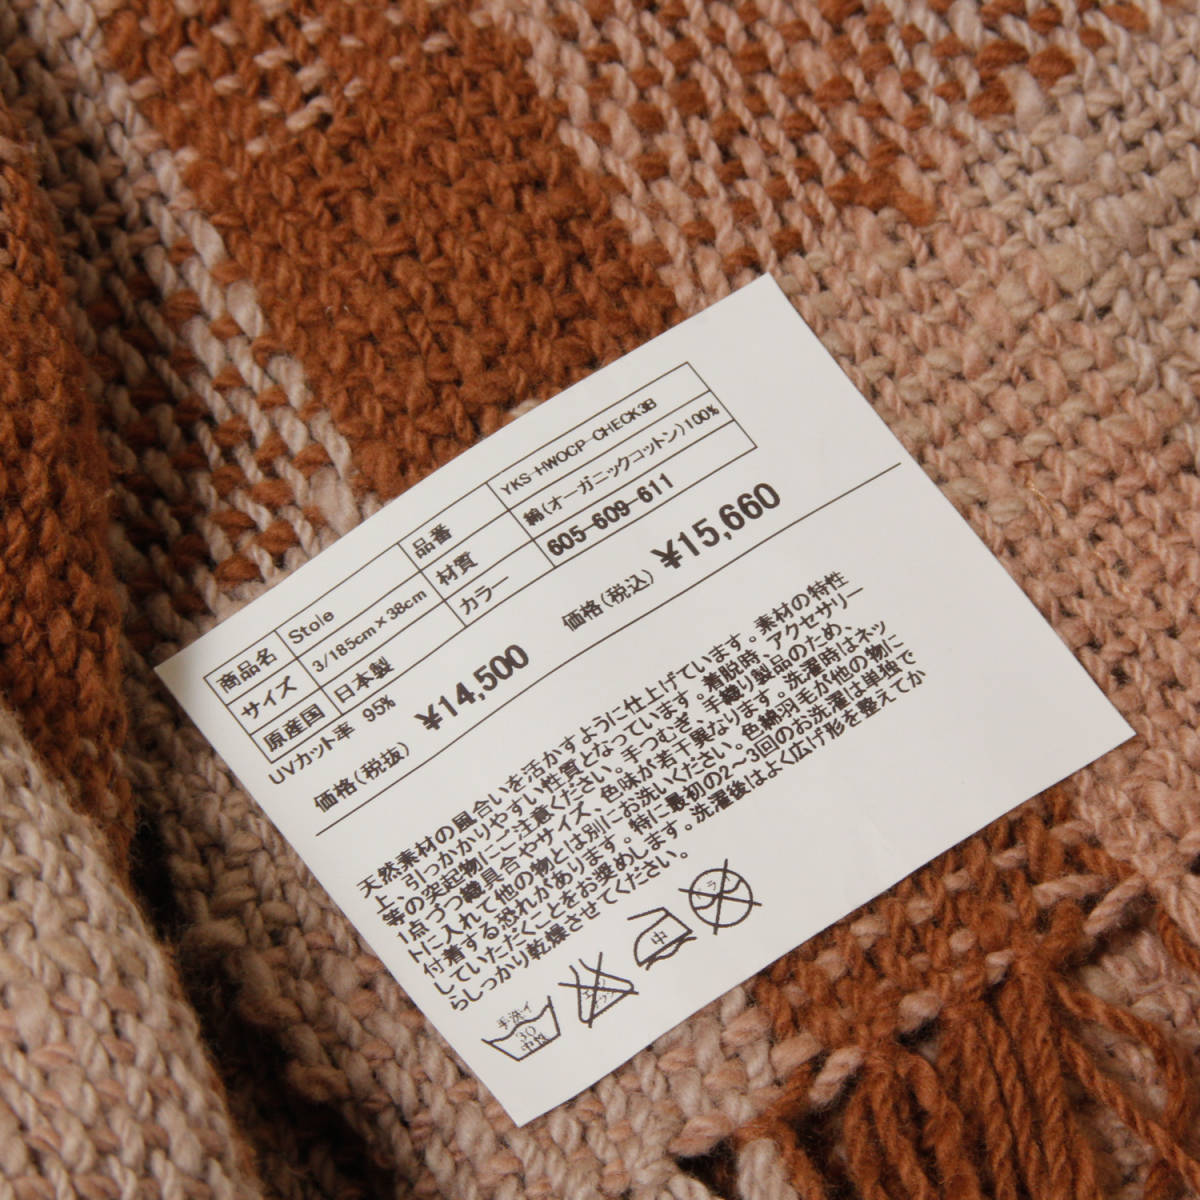 商品名 Stole 品番 YKS-HWOCP-CHECK3B
サイズ 3/185cm×38cm 材質 綿(オーガニックコットン)100%
原産国 日本製 カラー 605-609-611
UVカット率 95%
価格(税抜) ¥14,500 価格(税込) ¥15,660
天然素材の風合いを活かすように仕上げています。素材の特性
上、引っかかりやすい性質となっています。着脱時、アクセサリー
等の突起物にご注意ください。手つむぎ、手織り製品のため、
1点づつ織具合やサイズ、色味が若干異なります。洗濯時はネッ
トに入れて他の物とは別にお洗いください。色綿羽毛が他の物に
付着する恐れがあります。特に最初の2~3回のお洗濯は単独で
していただくことをお奨めします。洗濯後はよく広げ形を整えてか
らしっかり乾燥させてください。
手洗イ
30
中性
中